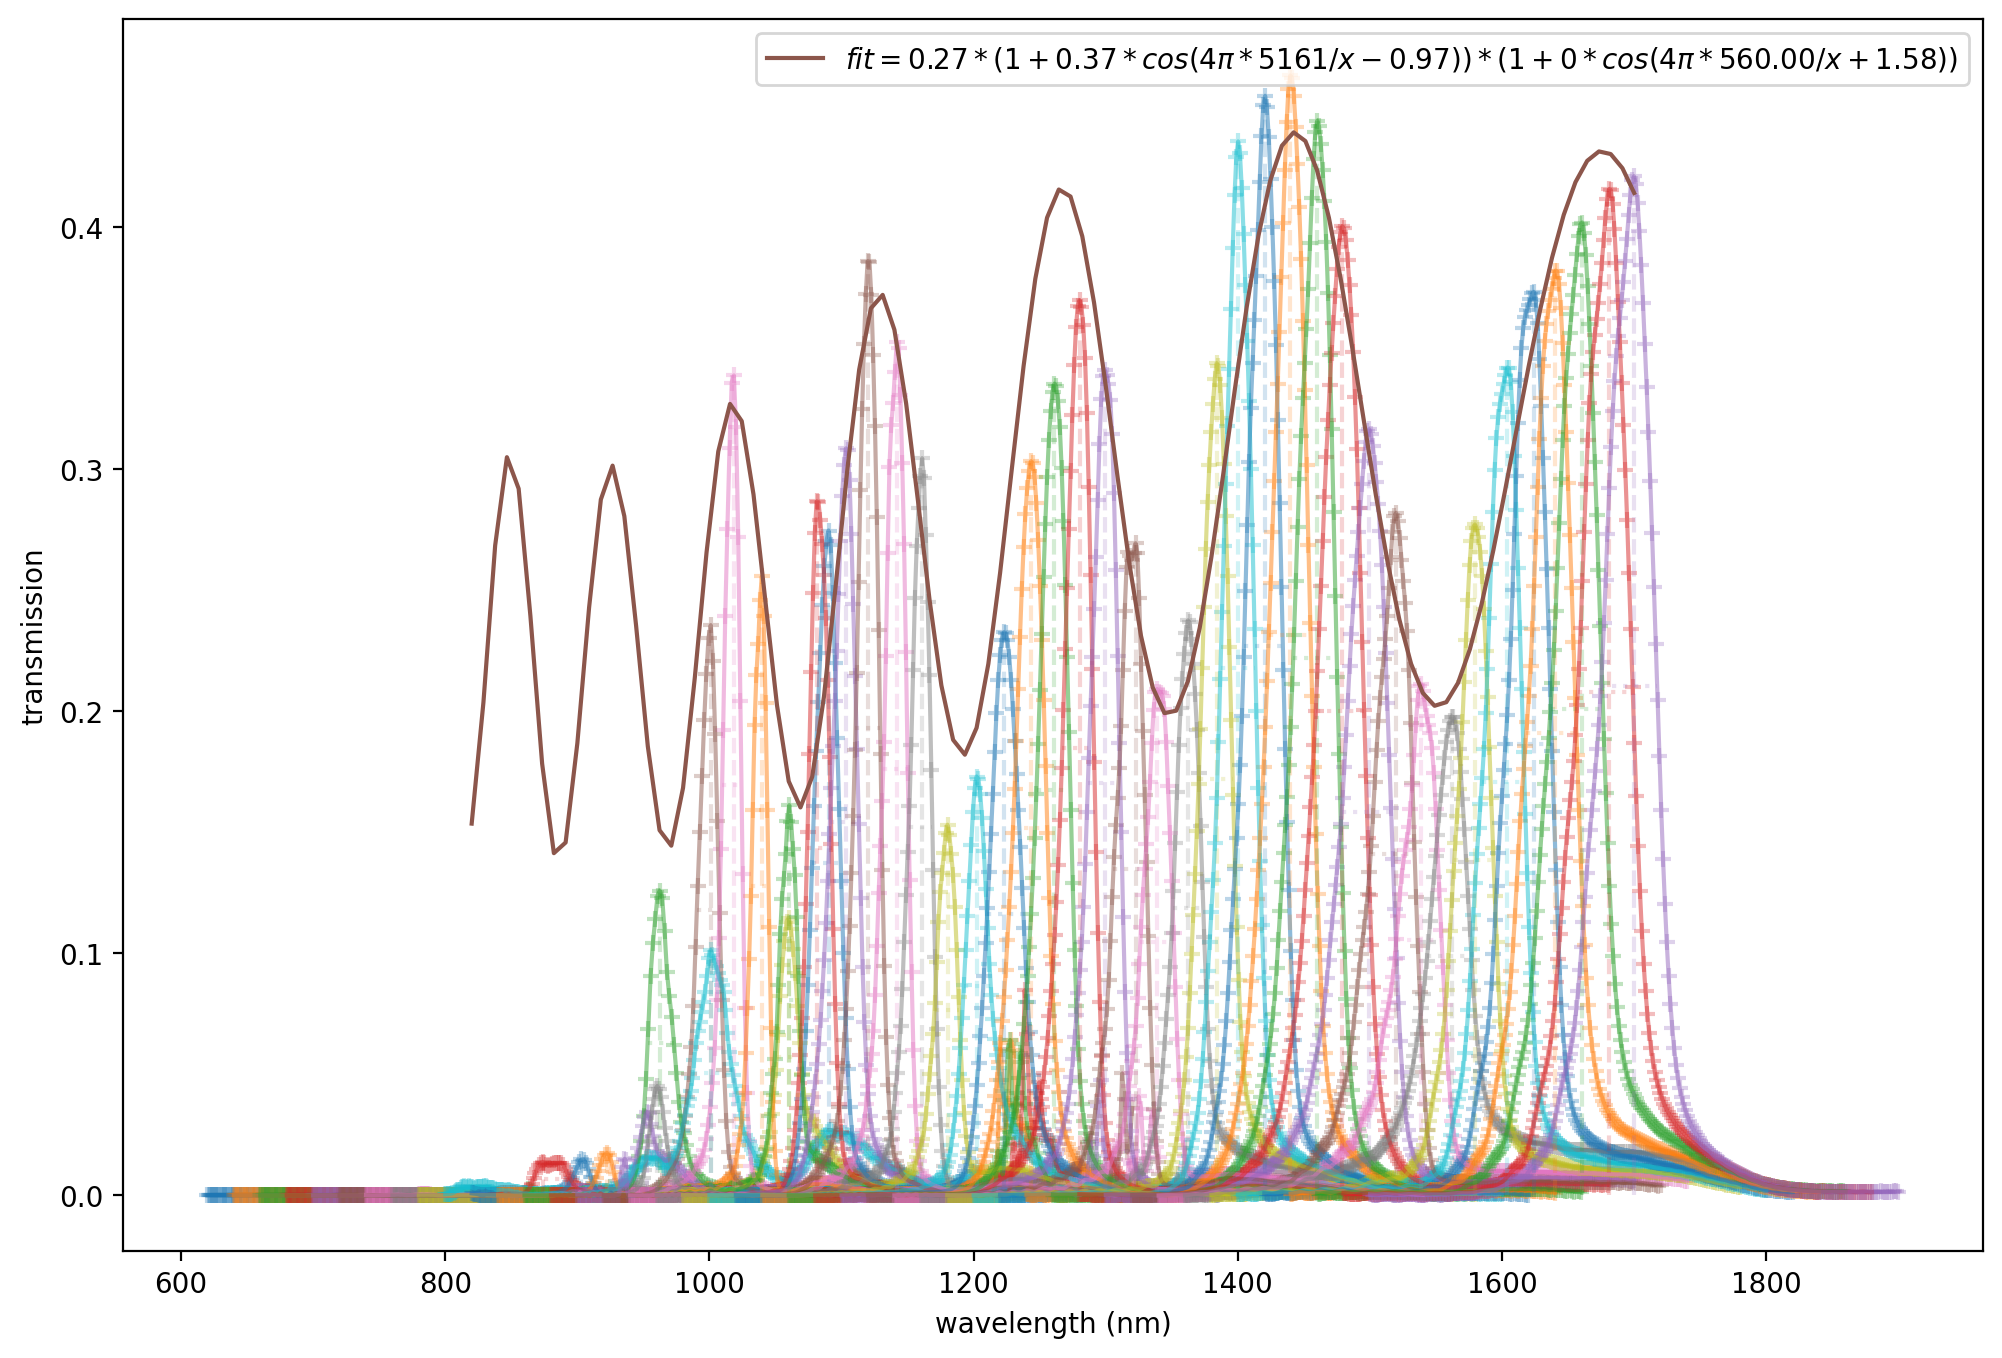 fit = 0.27 * (1 + 0.37 * cos(4π * 5161/x − 0.97)) * (1 + 0 * cos(4π * 560.00/x + 1.58))
0.4
0.3
0.2
0.1
0.0
transmission
600 800 1000 1200 1400 1600 1800
wavelength (nm)